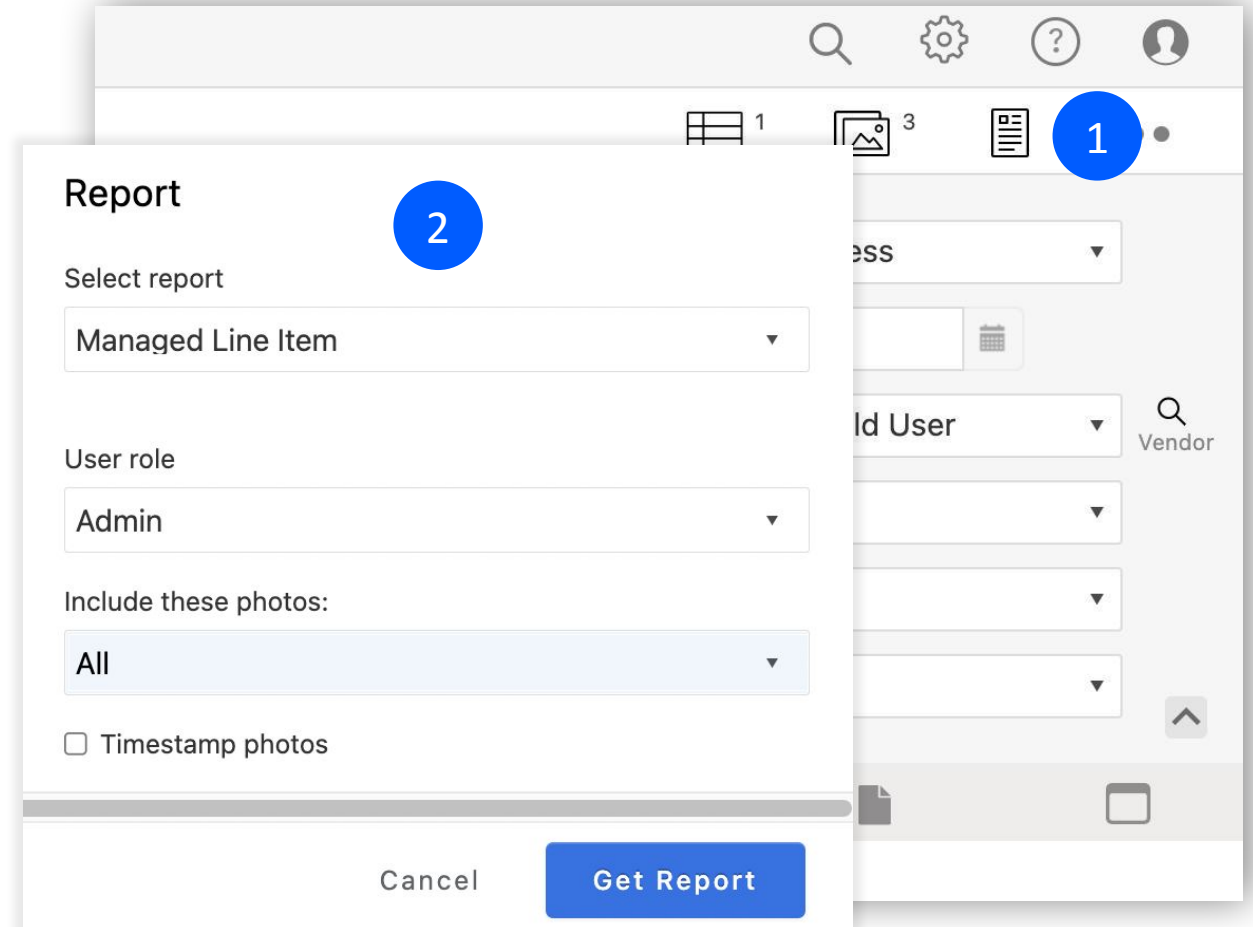 ?
1
3
1
Report
2
Select report
ess
Managed Line Item
ld User
Vendor
User role
Admin
Include these photos:
All
Timestamp photos
Cancel
Get Report